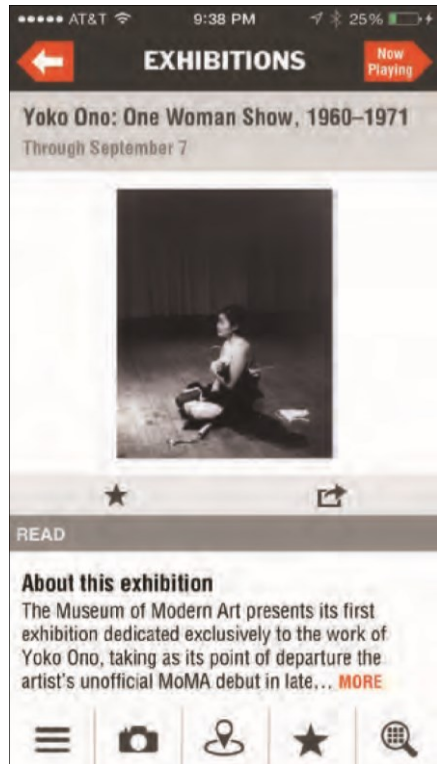 AT&T 9:38 PM 25%
EXHIBITIONS
Now
Playing
Yoko Ono: One Woman Show, 1960–1971
Through September 7
READ
About this exhibition
The Museum of Modern Art presents its first
exhibition dedicated exclusively to the work of
Yoko Ono, taking as its point of departure the
artist's unofficial MoMA debut in late... MORE